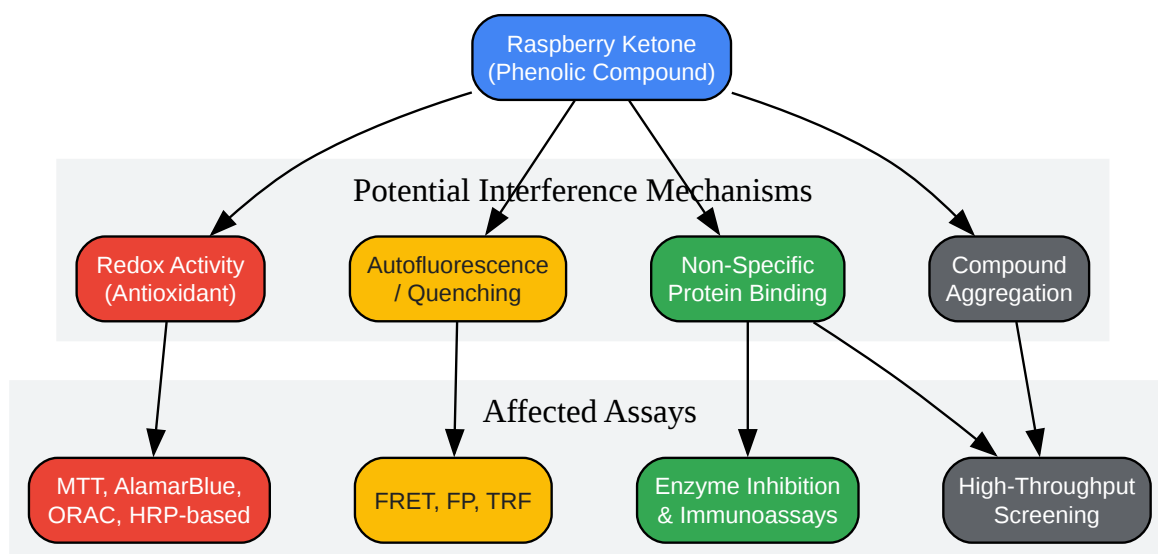 Raspberry Ketone
(Phenolic Compound)
Potential Interference Mechanisms
Redox Activity
(Antioxidant)
Autofluorescence
/ Quenching
Non-Specific
Protein Binding
Compound
Aggregation
Affected Assays
MTT, AlamarBlue,
ORAC, HRP-based
FRET, FP, TRF
Enzyme Inhibition
& Immunoassays
High-Throughput
Screening